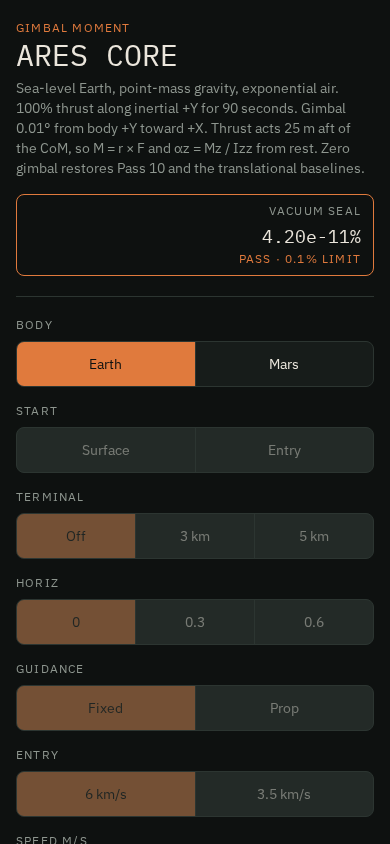 GIMBAL MOMENT
ARES CORE
Sea-level Earth, point-mass gravity, exponential air.
100% thrust along inertial +Y for 90 seconds. Gimbal
0.01° from body +Y toward +X. Thrust acts 25 m aft of
the CoM, so M = r × F and αz = Mz / Izz from rest. Zero
gimbal restores Pass 10 and the translational baselines.
VACUUM SEAL
4.20e-11%
PASS · 0.1% LIMIT
BODY
Earth Mars
START
Surface Entry
TERMINAL
Off 3 km 5 km
HORIZ
0 0.3 0.6
GUIDANCE
Fixed Prop
ENTRY
6 km/s 3.5 km/s
SPEED M/S